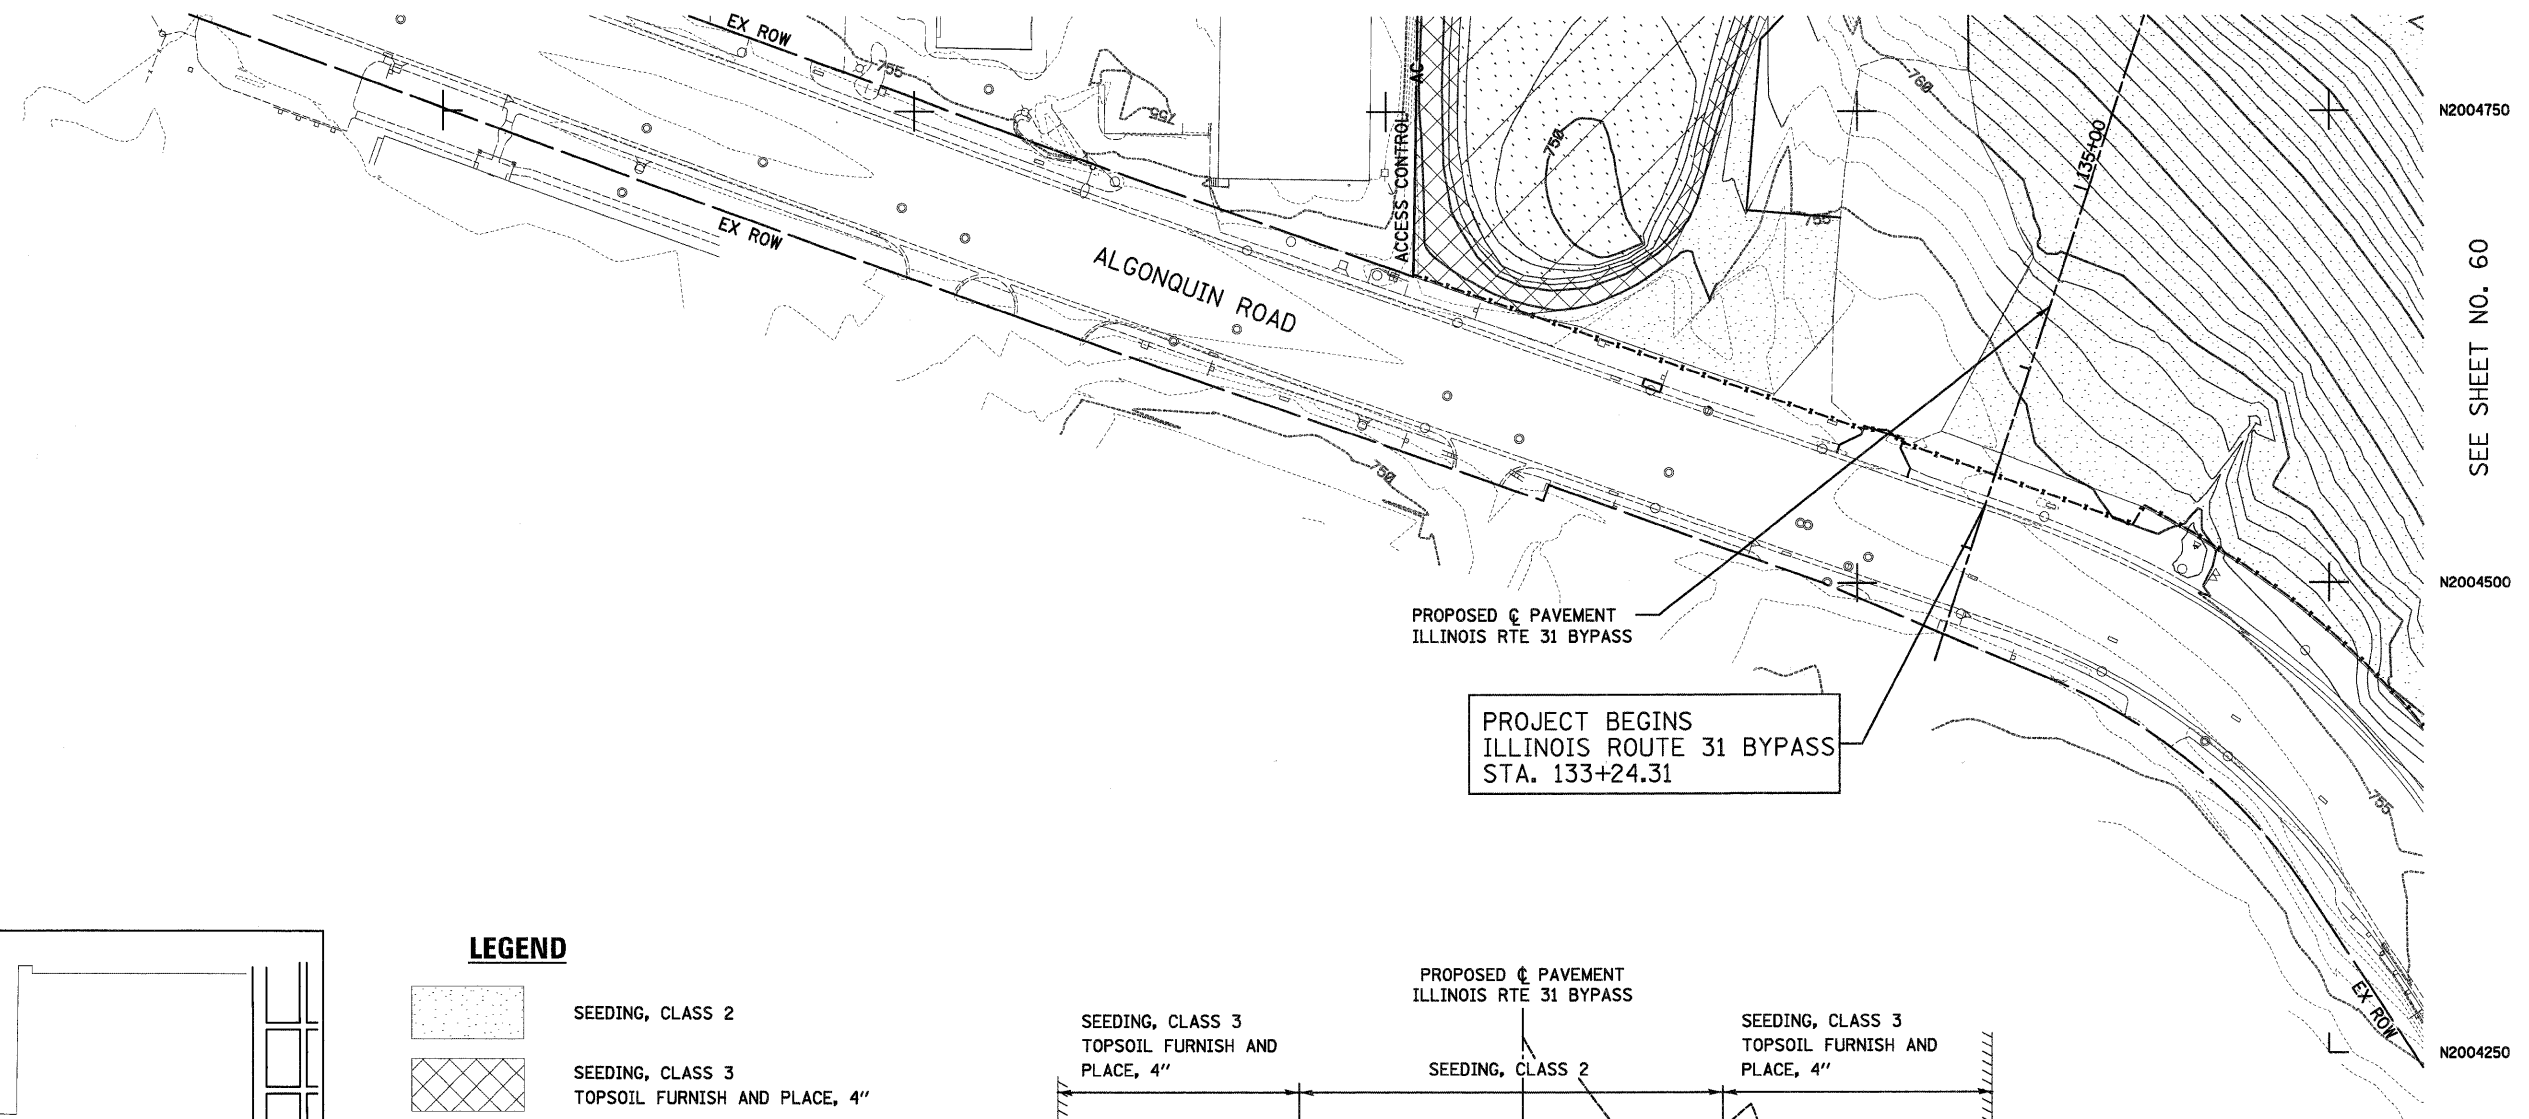 EX ROW
755
755
AC
ACCESS CONTROL
750
760
755
135+00
N2004750
EX ROW
ALGONQUIN ROAD
SEE SHEET NO. 60
750
N2004500
PROPOSED ℄ PAVEMENT
ILLINOIS RTE 31 BYPASS
PROJECT BEGINS
ILLINOIS ROUTE 31 BYPASS
STA. 133+24.31
755
EX ROW
N2004250
LEGEND
SEEDING, CLASS 2
SEEDING, CLASS 3
TOPSOIL FURNISH AND PLACE, 4"
PROPOSED ℄ PAVEMENT
ILLINOIS RTE 31 BYPASS
SEEDING, CLASS 3
TOPSOIL FURNISH AND
PLACE, 4"
SEEDING, CLASS 2
SEEDING, CLASS 3
TOPSOIL FURNISH AND
PLACE, 4"